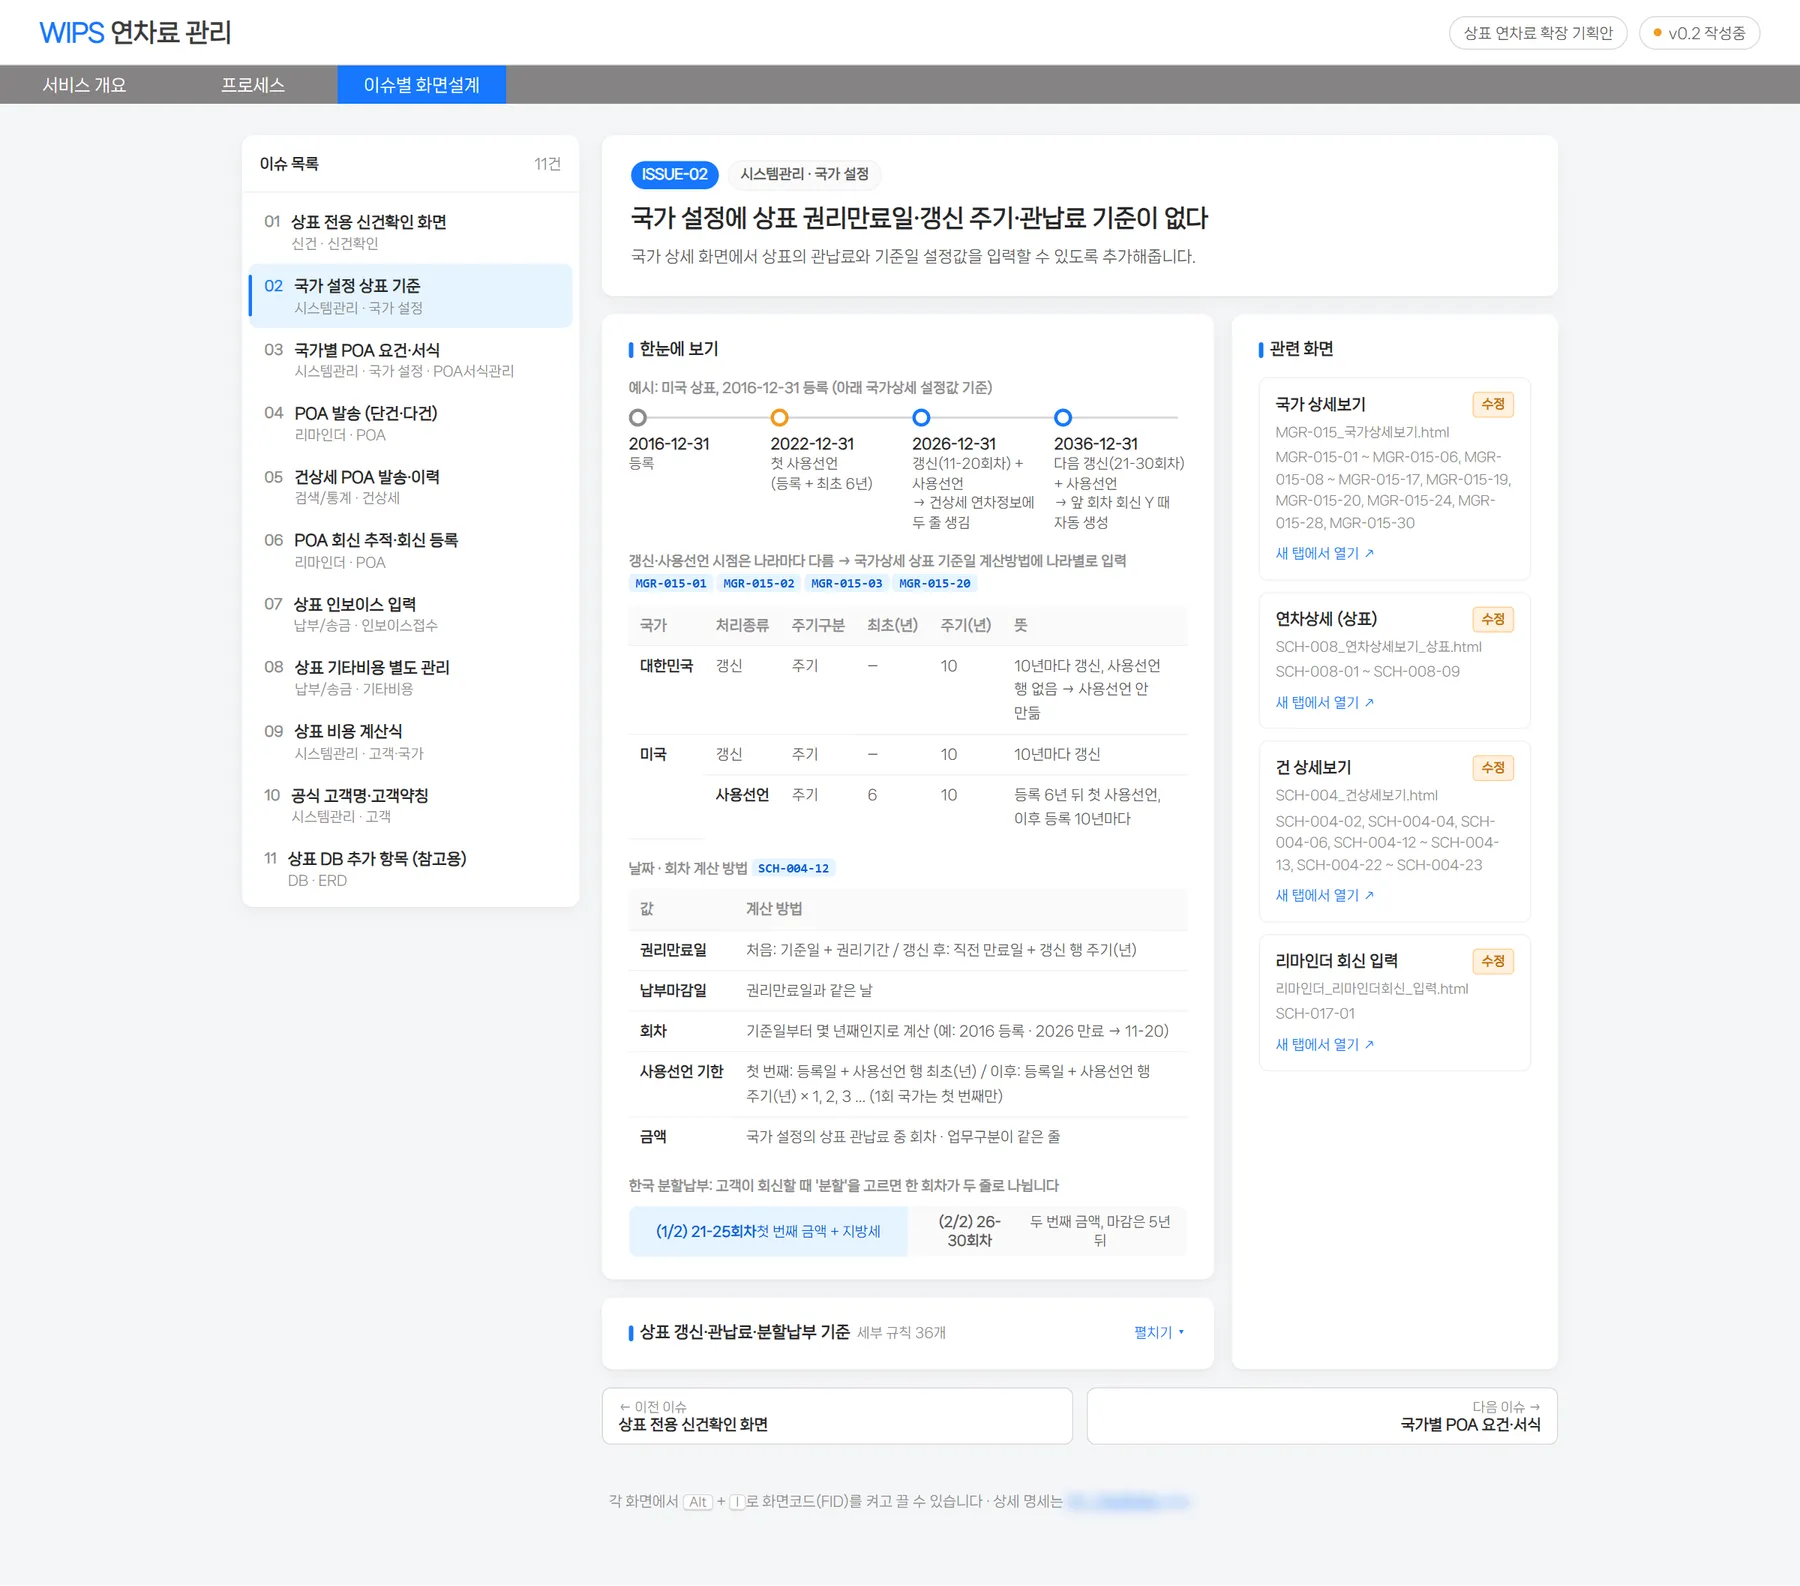 WIPS 연차료 관리
상표 연차료 확장 기획안
v0.2 작성중
서비스 개요
프로세스
이슈별 화면설계
이슈 목록
11건
01 상표 전용 신건확인 화면
신건 · 신건확인
02 국가 설정 상표 기준
시스템관리 · 국가 설정
03 국가별 POA 요건·서식
시스템관리 · 국가 설정 · POA서식관리
04 POA 발송 (단건·다건)
리마인더 · POA
05 건상세 POA 발송·이력
검색/통계 · 건상세
06 POA 회신 추적·회신 등록
리마인더 · POA
07 상표 인보이스 입력
납부/송금 · 인보이스접수
08 상표 기타비용 별도 관리
납부/송금 · 기타비용
09 상표 비용 계산식
시스템관리 · 고객·국가
10 공식 고객명·고객약칭
시스템관리 · 고객
11 상표 DB 추가 항목 (참고용)
DB · ERD
ISSUE-02
시스템관리 · 국가 설정
국가 설정에 상표 권리만료일·갱신 주기·관납료 기준이 없다
국가 상세 화면에서 상표의 관납료와 기준일 설정값을 입력할 수 있도록 추가해줍니다.
한눈에 보기
예시: 미국 상표, 2016-12-31 등록 (아래 국가상세 설정값 기준)
2016-12-31
등록
2022-12-31
첫 사용선언
(등록 + 최초 6년)
2026-12-31
갱신(11-20회차) +
사용선언
→ 건상세 연차정보에
두 줄 생김
2036-12-31
다음 갱신(21-30회차)
+ 사용선언
→ 앞 회차 회신 Y 때
자동 생성
갱신·사용선언 시점은 나라마다 다름 → 국가상세 상표 기준일 계산방법에 나라별로 입력
MGR-015-01 MGR-015-02 MGR-015-03 MGR-015-20
국가 처리종류 주기구분 최초(년) 주기(년) 뜻
대한민국 갱신 주기 – 10 10년마다 갱신, 사용선언
행 없음 → 사용선언 안
만듦
미국 갱신 주기 – 10 10년마다 갱신
사용선언 주기 6 10 등록 6년 뒤 첫 사용선언,
이후 등록 10년마다
날짜 · 회차 계산 방법 SCH-004-12
값 계산 방법
권리만료일 처음: 기준일 + 권리기간 / 갱신 후: 직전 만료일 + 갱신 행 주기(년)
납부마감일 권리만료일과 같은 날
회차 기준일부터 몇 년째인지로 계산 (예: 2016 등록 · 2026 만료 → 11-20)
사용선언 기한 첫 번째: 등록일 + 사용선언 행 최초(년) / 이후: 등록일 + 사용선언 행
주기(년) × 1, 2, 3 … (1회 국가는 첫 번째만)
금액 국가 설정의 상표 관납료 중 회차 · 업무구분이 같은 줄
한국 분할납부: 고객이 회신할 때 '분할'을 고르면 한 회차가 두 줄로 나뉩니다
(1/2) 21-25회차첫 번째 금액 + 지방세
(2/2) 26-
30회차
두 번째 금액, 마감은 5년
뒤
상표 갱신·관납료·분할납부 기준 세부 규칙 36개
펼치기 ▾
관련 화면
국가 상세보기 수정
MGR-015_국가상세보기.html
MGR-015-01 ~ MGR-015-06, MGR-
015-08 ~ MGR-015-17, MGR-015-19,
MGR-015-20, MGR-015-24, MGR-
015-28, MGR-015-30
새 탭에서 열기 ↗
연차상세 (상표) 수정
SCH-008_연차상세보기_상표.html
SCH-008-01 ~ SCH-008-09
새 탭에서 열기 ↗
건 상세보기 수정
SCH-004_건상세보기.html
SCH-004-02, SCH-004-04, SCH-
004-06, SCH-004-12 ~ SCH-004-
13, SCH-004-22 ~ SCH-004-23
새 탭에서 열기 ↗
리마인더 회신 입력 수정
리마인더_리마인더회신_입력.html
SCH-017-01
새 탭에서 열기 ↗
← 이전 이슈
상표 전용 신건확인 화면
다음 이슈 →
국가별 POA 요건·서식
각 화면에서 Alt + I로 화면코드(FID)를 켜고 끌 수 있습니다 · 상세 명세는